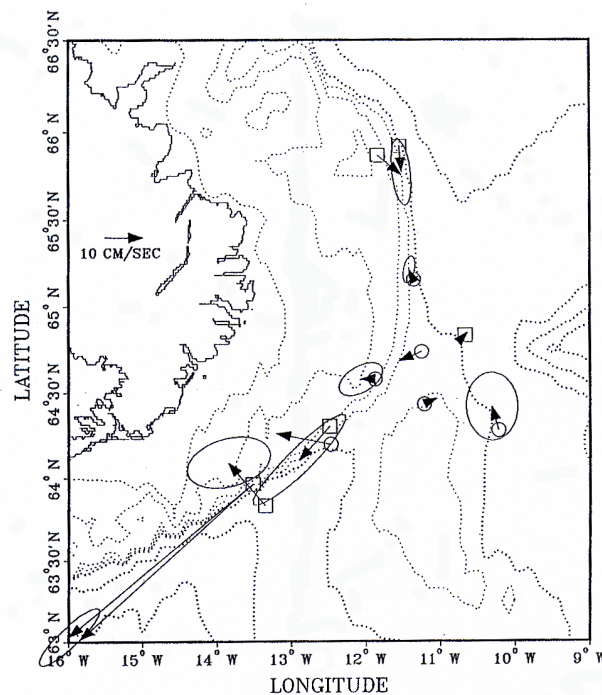 66°30' N
66° N
65°30' N
65° N
64°30' N
64° N
63°30' N
63° N
LATITUDE
10 CM/SEC
16° W
15° W
14° W
13° W
12° W
11° W
10° W
9° W
LONGITUDE